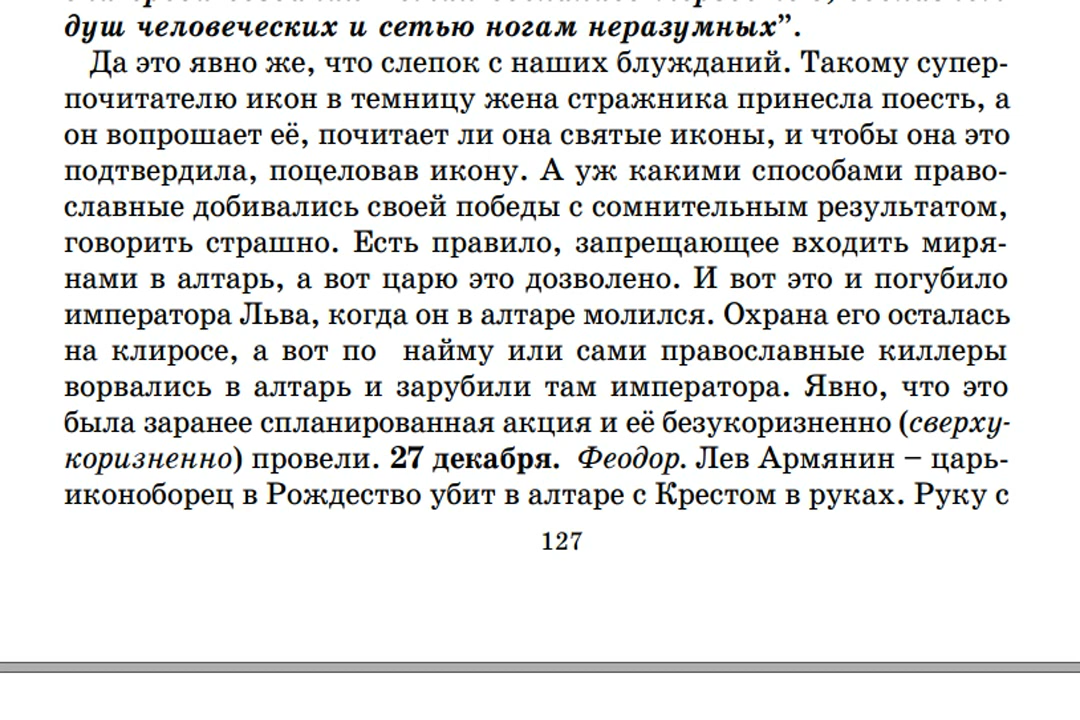 душ человеческих и сетью ногам неразумных”.
Да это явно же, что слепок с наших блужданий. Такому супер-
почитателю икон в темницу жена стражника принесла поесть, а
он вопрошает её, почитает ли она святые иконы, и чтобы она это
подтвердила, поцеловав икону. А уж какими способами право-
славные добивались своей победы с сомнительным результатом,
говорить страшно. Есть правило, запрещающее входить миря-
нами в алтарь, а вот царю это дозволено. И вот это и погубило
императора Льва, когда он в алтаре молился. Охрана его осталась
на клиросе, а вот по найму или сами православные киллеры
ворвались в алтарь и зарубили там императора. Явно, что это
была заранее спланированная акция и её безукоризненно (сверху-
коризненно) провели. 27 декабря. Феодор. Лев Армянин – царь-
иконоборец в Рождество убит в алтаре с Крестом в руках. Руку с
127